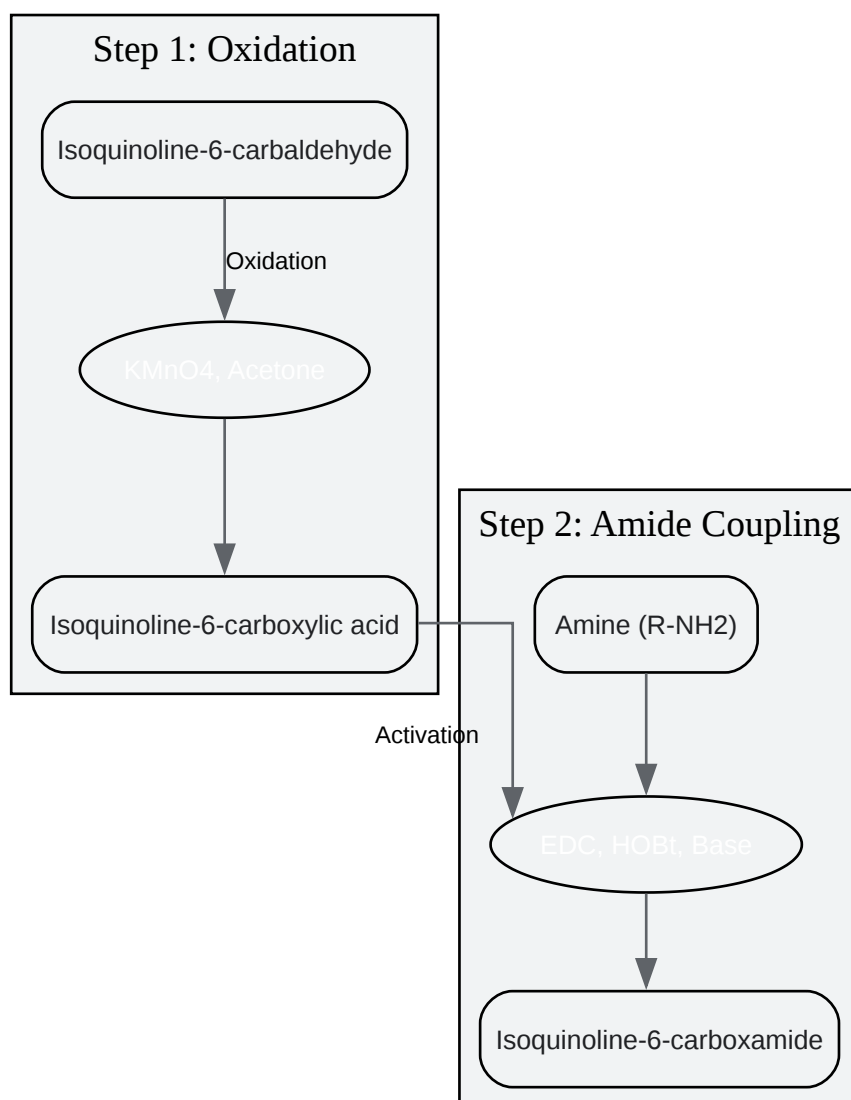 Step 1: Oxidation
Isoquinoline-6-carbaldehyde
Oxidation
KMnO4, Acetone
Isoquinoline-6-carboxylic acid
Step 2: Amide Coupling
Amine (R-NH2)
Activation
EDC, HOBt, Base
Isoquinoline-6-carboxamide